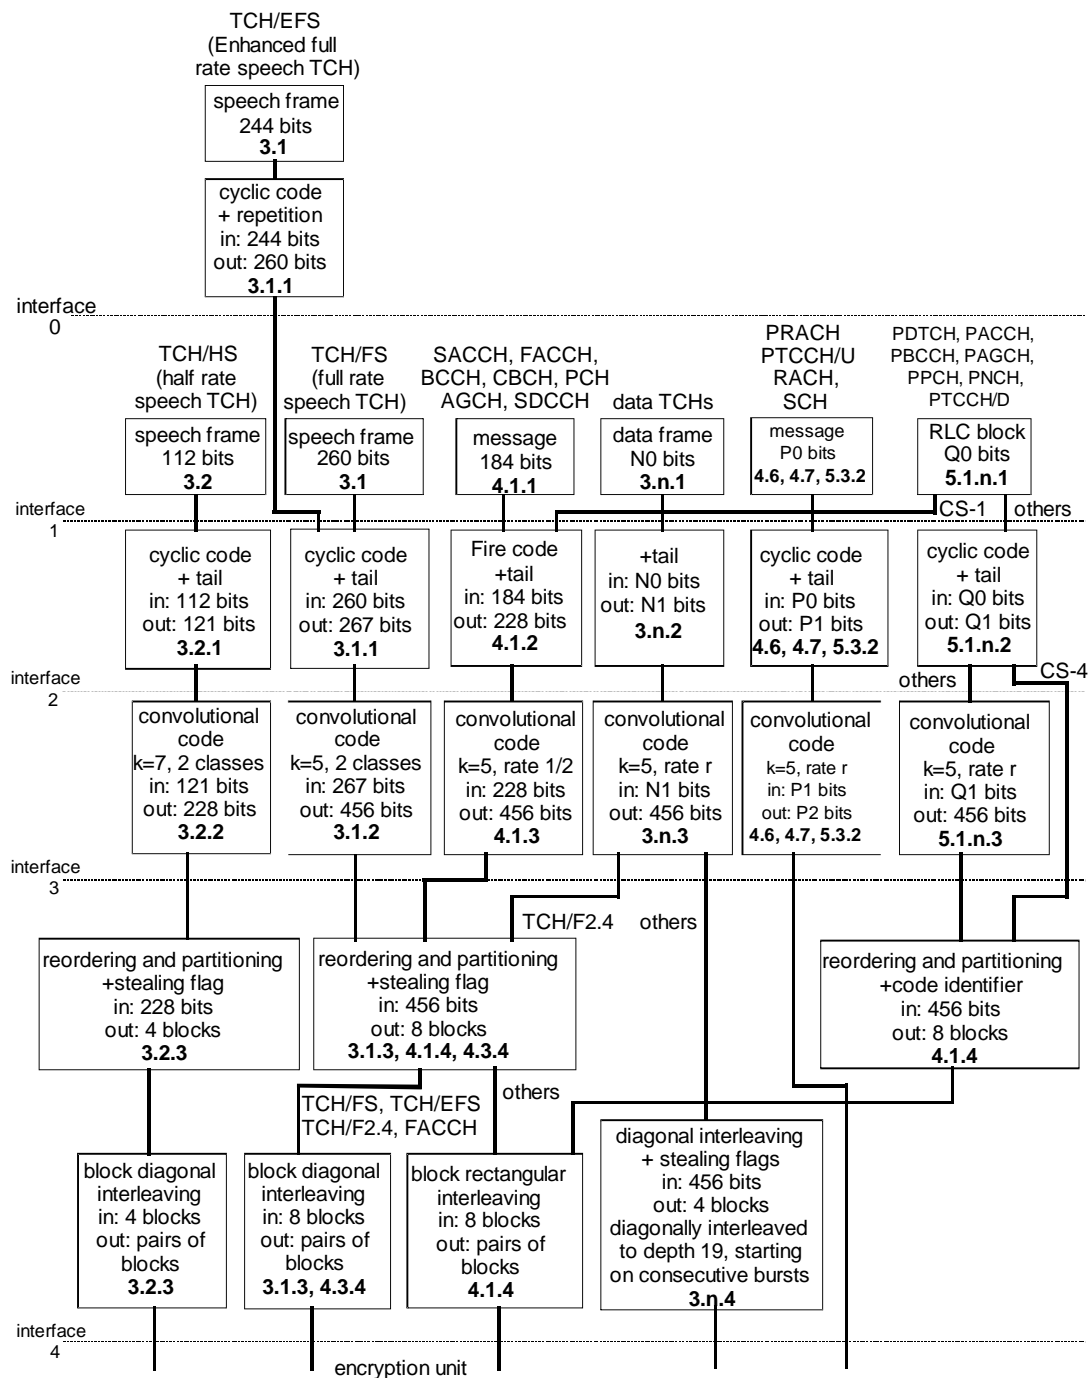 TCH/EFS
(Enhanced full
rate speech TCH)
speech frame
244 bits
3.1
cyclic code
+ repetition
in: 244 bits
out: 260 bits
3.1.1
interface
0
TCH/HS
(half rate
speech TCH)
speech frame
112 bits
3.2
TCH/FS
(full rate
speech TCH)
speech frame
260 bits
3.1
SACCH, FACCH,
BCCH, CBCH, PCH
AGCH, SDCCH
message
184 bits
4.1.1
data TCHs
data frame
N0 bits
3.n.1
PRACH
PTCCH/U
RACH,
SCH
message
P0 bits
4.6, 4.7, 5.3.2
PDTCH, PACCH,
PBCCH, PAGCH,
PPCH, PNCH,
PTCCH/D
RLC block
Q0 bits
5.1.n.1
CS-1
others
interface
1
cyclic code
+ tail
in: 112 bits
out: 121 bits
3.2.1
cyclic code
+ tail
in: 260 bits
out: 267 bits
3.1.1
Fire code
+tail
in: 184 bits
out: 228 bits
4.1.2
+tail
in: N0 bits
out: N1 bits
3.n.2
cyclic code
+ tail
in: P0 bits
out: P1 bits
4.6, 4.7, 5.3.2
cyclic code
+ tail
in: Q0 bits
out: Q1 bits
5.1.n.2
interface
2
others
CS-4
convolutional
code
k=7, 2 classes
in: 121 bits
out: 228 bits
3.2.2
convolutional
code
k=5, 2 classes
in: 267 bits
out: 456 bits
3.1.2
convolutional
code
k=5, rate 1/2
in: 228 bits
out: 456 bits
4.1.3
convolutional
code
k=5, rate r
in: N1 bits
out: 456 bits
3.n.3
convolutional
code
k=5, rate r
in: P1 bits
out: P2 bits
4.6, 4.7, 5.3.2
convolutional
code
k=5, rate r
in: Q1 bits
out: 456 bits
5.1.n.3
interface
3
TCH/F2.4
others
reordering and partitioning
+stealing flag
in: 228 bits
out: 4 blocks
3.2.3
reordering and partitioning
+stealing flag
in: 456 bits
out: 8 blocks
3.1.3, 4.1.4, 4.3.4
reordering and partitioning
+code identifier
in: 456 bits
out: 8 blocks
4.1.4
TCH/FS, TCH/EFS
TCH/F2.4, FACCH
others
block diagonal
interleaving
in: 4 blocks
out: pairs of
blocks
3.2.3
block diagonal
interleaving
in: 8 blocks
out: pairs of
blocks
3.1.3, 4.3.4
block rectangular
interleaving
in: 8 blocks
out: pairs of
blocks
4.1.4
diagonal interleaving
+ stealing flags
in: 456 bits
out: 4 blocks
diagonally interleaved
to depth 19, starting
on consecutive bursts
3.n.4
interface
4
encryption unit